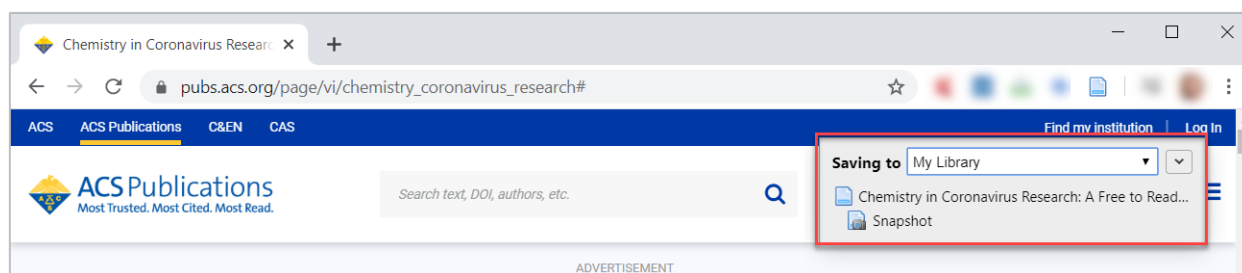 Chemistry in Coronavirus Researc
pubs.acs.org/page/vi/chemistry_coronavirus_research#
ACS ACS Publications C&EN CAS Find my institution | Log In
Saving to My Library
ACS Publications
Most Trusted. Most Cited. Most Read.
Search text, DOI, authors, etc.
Chemistry in Coronavirus Research: A Free to Read...
Snapshot
ADVERTISEMENT